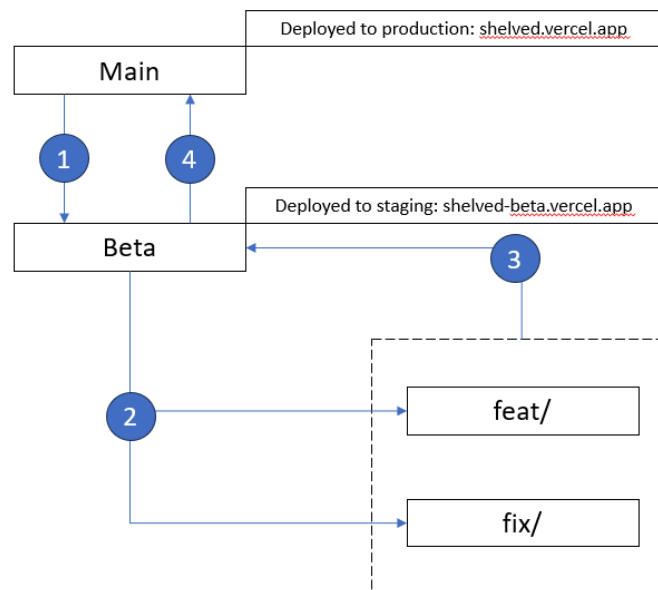 Deployed to production: shelved.vercel.app
Main
1
4
Deployed to staging: shelved-beta.vercel.app
Beta
3
2
feat/
fix/